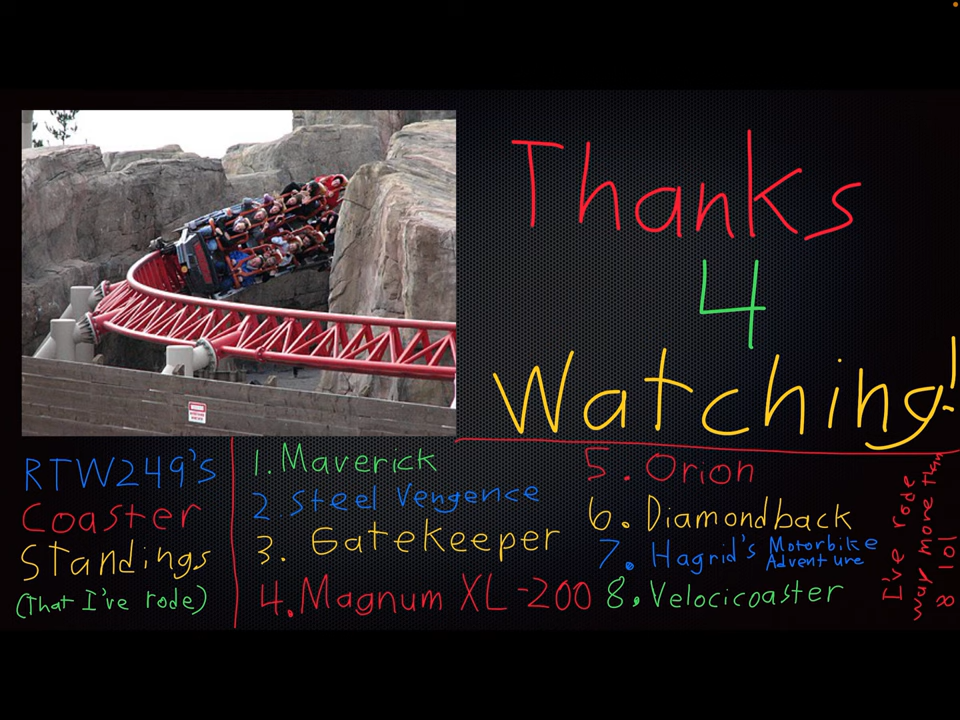 Thanks
4
Watching!
RTW249's
Coaster
Standings
(That I've rode)
1. Maverick
2 Steel Vengence
3. Gatekeeper
4. Magnum XL-200
5. Orion
6. Diamondback
7. Hagrid's Motorbike
Adventure
8. Velocicoaster
I've rode
way more than
8 lol